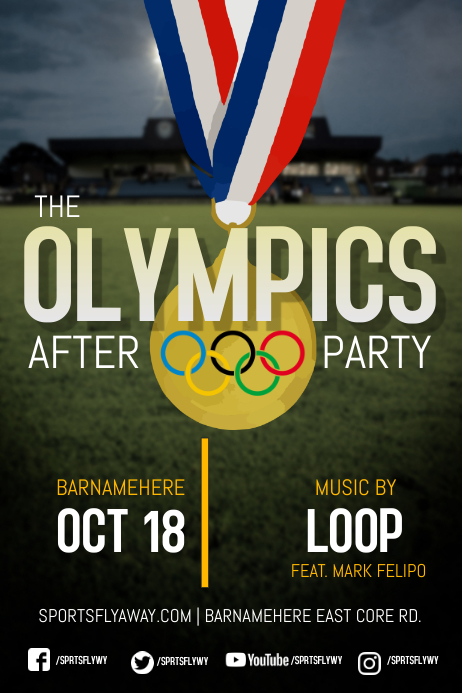 THE
OLYMPICS
AFTER PARTY
BARNAMEHERE
OCT 18
MUSIC BY
LOOP
FEAT. MARK FELIPO
SPORTSFLYAWAY.COM | BARNAMEHERE EAST CORE RD.
/SPRTSFLYWY /SPRTSFLYWY YouTube /SPRTSFLYWY /SPRTSFLYWY